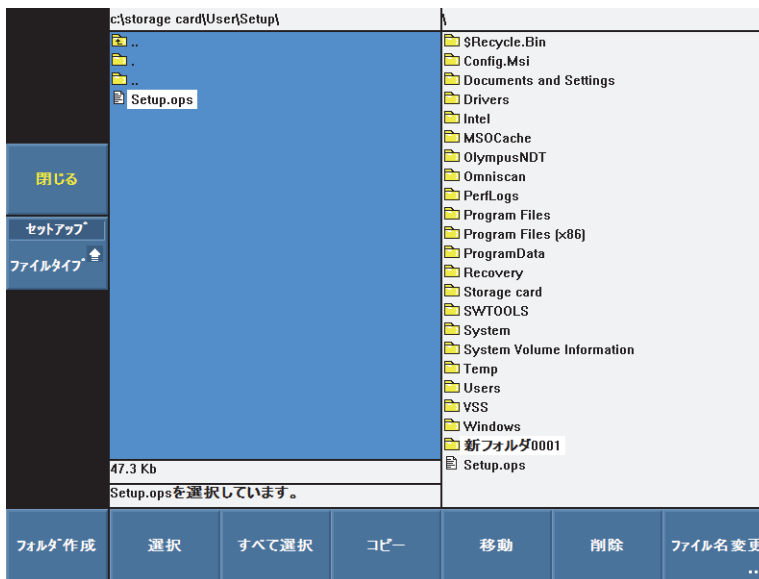 c:\storage card\User\Setup\
..
.
..
Setup.ops
47.3 Kb
Setup.opsを選択しています。
\
$Recycle.Bin
Config.Msi
Documents and Settings
Drivers
Intel
MSOCache
OlympusNDT
Omniscan
PerfLogs
Program Files
Program Files (x86)
ProgramData
Recovery
Storage card
SWTOOLS
System
System Volume Information
Temp
Users
VSS
Windows
新フォルダ0001
Setup.ops
閉じる
セットアップ
ファイルタイプ
フォルダ作成
選択
すべて選択
コピー
移動
削除
ファイル名変更
..